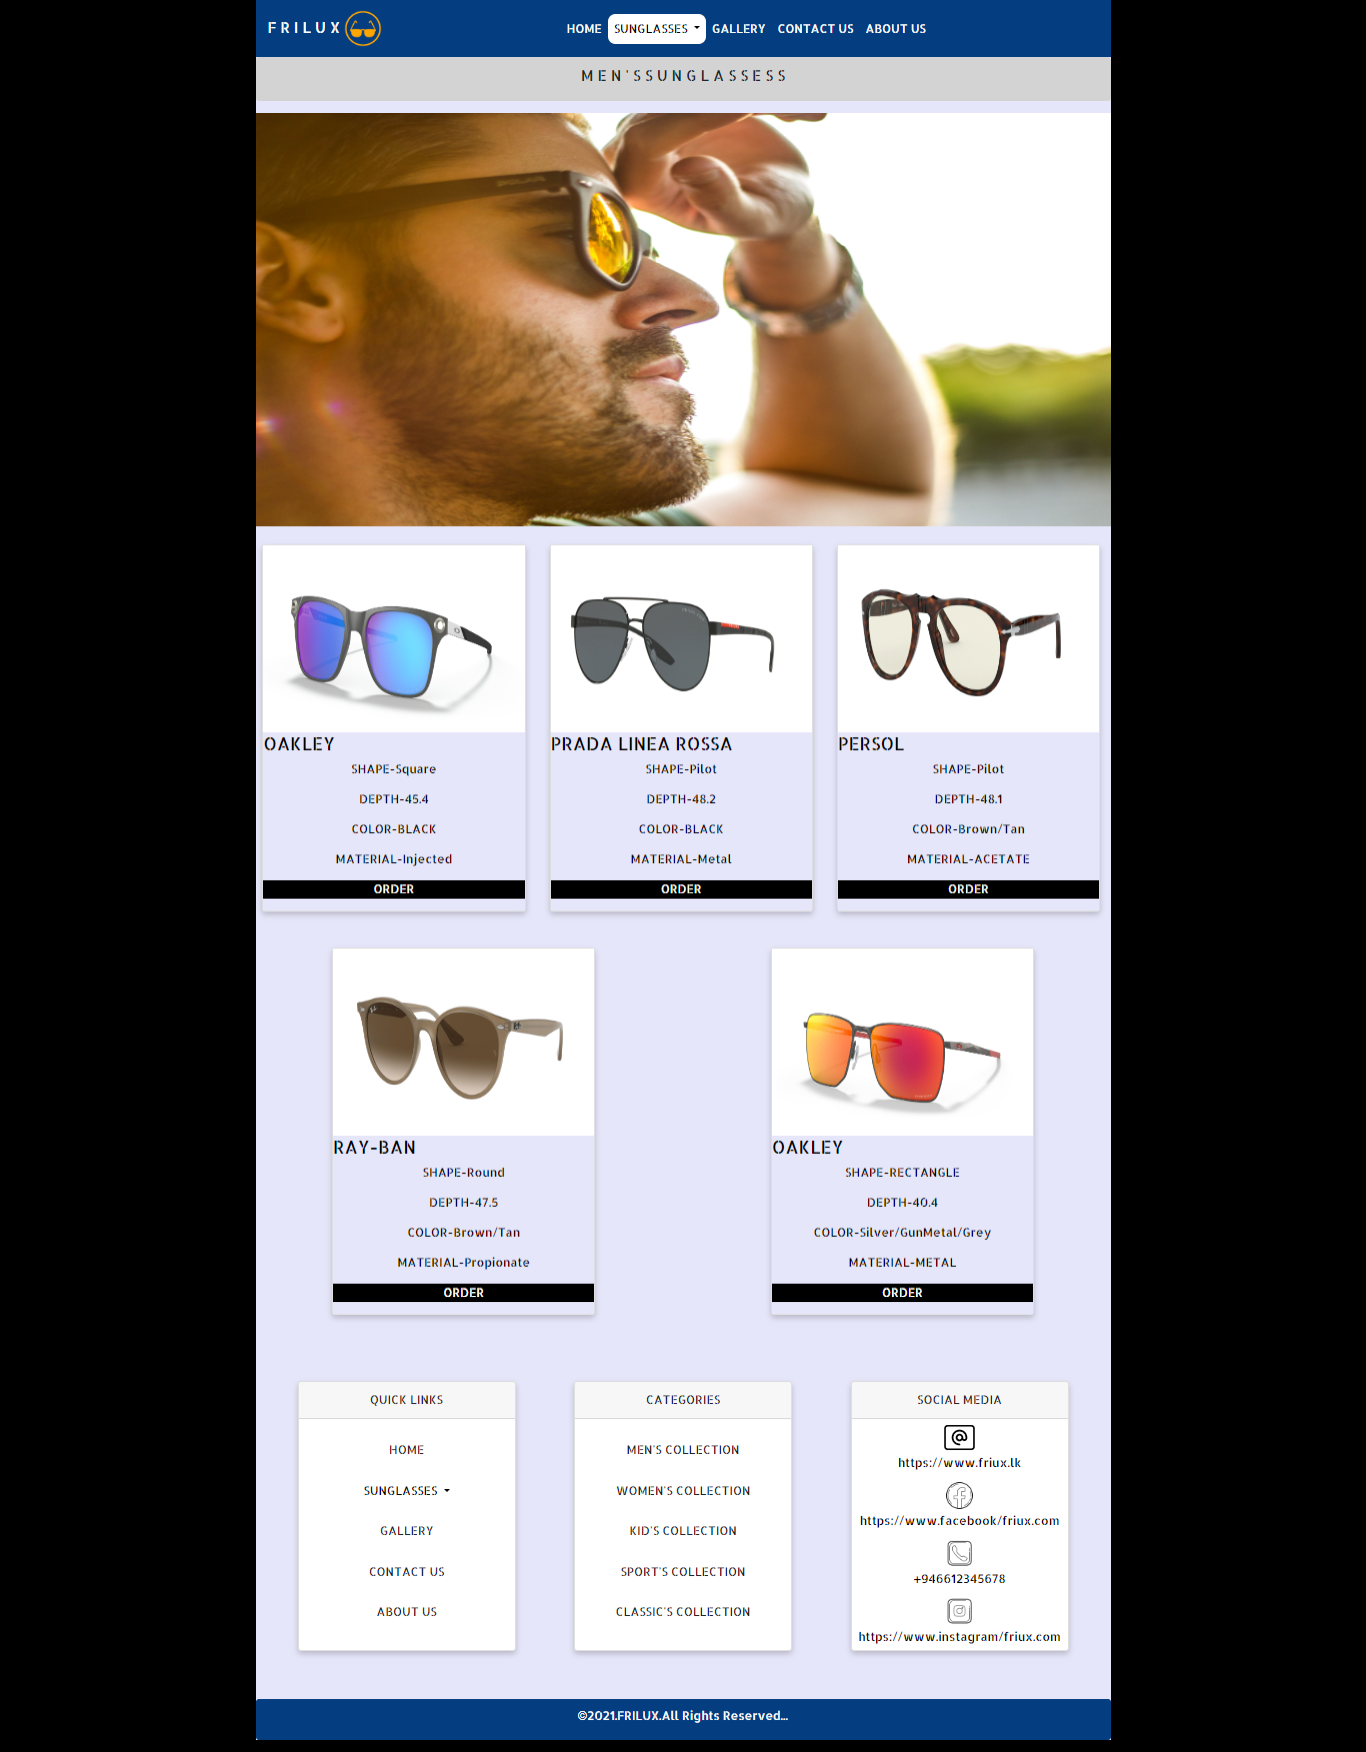 FRILUX
HOME SUNGLASSES GALLERY CONTACT US ABOUT US
MEN'SSUNGLASSESS
OAKLEY
SHAPE-Square
DEPTH-45.4
COLOR-BLACK
MATERIAL-Injected
ORDER
PRADA LINEA ROSSA
SHAPE-Pilot
DEPTH-48.2
COLOR-BLACK
MATERIAL-Metal
ORDER
PERSOL
SHAPE-Pilot
DEPTH-48.1
COLOR-Brown/Tan
MATERIAL-ACETATE
ORDER
RAY-BAN
SHAPE-Round
DEPTH-47.5
COLOR-Brown/Tan
MATERIAL-Propionate
ORDER
OAKLEY
SHAPE-RECTANGLE
DEPTH-40.4
COLOR-Silver/GunMetal/Grey
MATERIAL-METAL
ORDER
QUICK LINKS
HOME
SUNGLASSES
GALLERY
CONTACT US
ABOUT US
CATEGORIES
MEN'S COLLECTION
WOMEN'S COLLECTION
KID'S COLLECTION
SPORT'S COLLECTION
CLASSIC'S COLLECTION
SOCIAL MEDIA
https://www.friux.lk
https://www.facebook/friux.com
+946612345678
https://www.instagram/friux.com
©2021.FRILUX.All Rights Reserved...